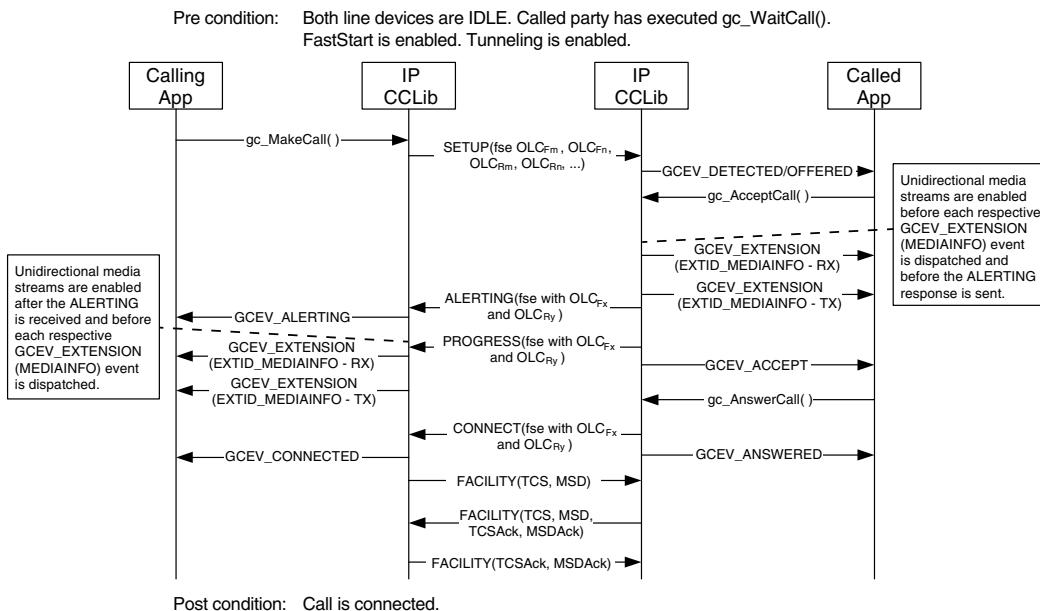 Pre condition: Both line devices are IDLE. Called party has executed gc_WaitCall().
FastStart is enabled. Tunneling is enabled.
Calling
App
IP
CCLib
IP
CCLib
Called
App
gc_MakeCall( )
SETUP(fse OLCFm , OLCFn,
OLCRm, OLCRn, ...)
GCEV_DETECTED/OFFERED
gc_AcceptCall( )
Unidirectional media
streams are enabled
before each respective
GCEV_EXTENSION
(MEDIAINFO) event
is dispatched and
before the ALERTING
response is sent.
GCEV_EXTENSION
(EXTID_MEDIAINFO - RX)
GCEV_EXTENSION
(EXTID_MEDIAINFO - TX)
Unidirectional media
streams are enabled
after the ALERTING
is received and before
each respective
GCEV_EXTENSION
(MEDIAINFO) event
is dispatched.
ALERTING(fse with OLCFx
and OLCRy )
GCEV_ALERTING
PROGRESS(fse with OLCFx
and OLCRy )
GCEV_EXTENSION
(EXTID_MEDIAINFO - RX)
GCEV_ACCEPT
GCEV_EXTENSION
(EXTID_MEDIAINFO - TX)
gc_AnswerCall( )
CONNECT(fse with OLCFx
and OLCRy )
GCEV_CONNECTED
GCEV_ANSWERED
FACILITY(TCS, MSD)
FACILITY(TCS, MSD,
TCSAck, MSDAck)
FACILITY(TCSAck, MSDAck)
Post condition: Call is connected.